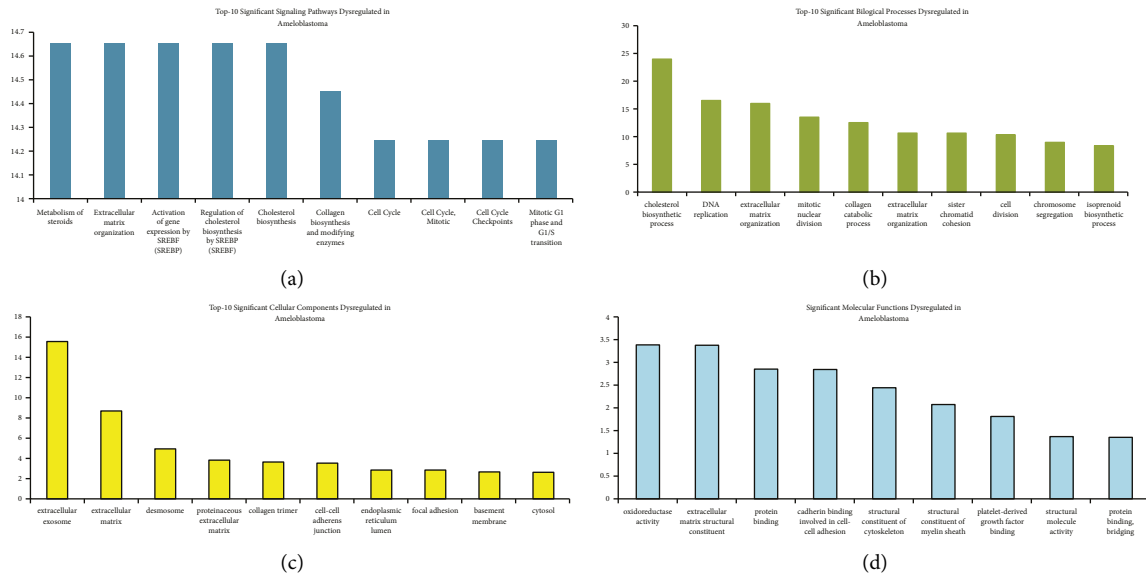 Top-10 Significant Signaling Pathways Dysregulated in
Ameloblastoma
14.7
14.6
14.5
14.4
14.3
14.2
14.1
14
Metabolism of
steroids
Extracellular
matrix
organization
Activation
of gene
expression by
SREBF
(SREBP)
Regulation of
cholesterol
biosynthesis
by SREBP
(SREBF)
Cholesterol
biosynthesis
Collagen
biosynthesis
and modifying
enzymes
Cell Cycle
Cell Cycle,
Mitotic
Cell Cycle
Checkpoints
Mitotic G1
phase and
G1/S
transition
(a)
Top-10 Significant Bilogical Processes Dysregulated in
Ameloblastoma
30
25
20
15
10
5
0
cholesterol
biosynthetic
process
DNA
replication
extracellular
matrix
organization
mitotic
nuclear
division
collagen
catabolic
process
extracellular
matrix
organization
sister
chromatid
cohesion
cell
division
chromosome
segregation
isoprenoid
biosynthetic
process
(b)
Top-10 Significant Cellular Components Dysregulated in
Ameloblastoma
18
16
14
12
10
8
6
4
2
0
extracellular
exosome
extracellular
matrix
desmosome
proteinaceous
extracellular
matrix
collagen trimer
cell-cell
adherens
junction
endoplasmic
reticulum
lumen
focal adhesion
basement
membrane
cytosol
(c)
Significant Molecular Functions Dysregulated in
Ameloblastoma
4
3.5
3
2.5
2
1.5
1
0.5
0
oxidoreductase
activity
extracellular
matrix structural
constituent
protein
binding
cadherin binding
involved in cell-
cell adhesion
structural
constituent of
cytoskeleton
structural
constituent of
myelin sheath
platelet-derived
growth factor
binding
structural
molecule
activity
protein
binding,
bridging
(d)